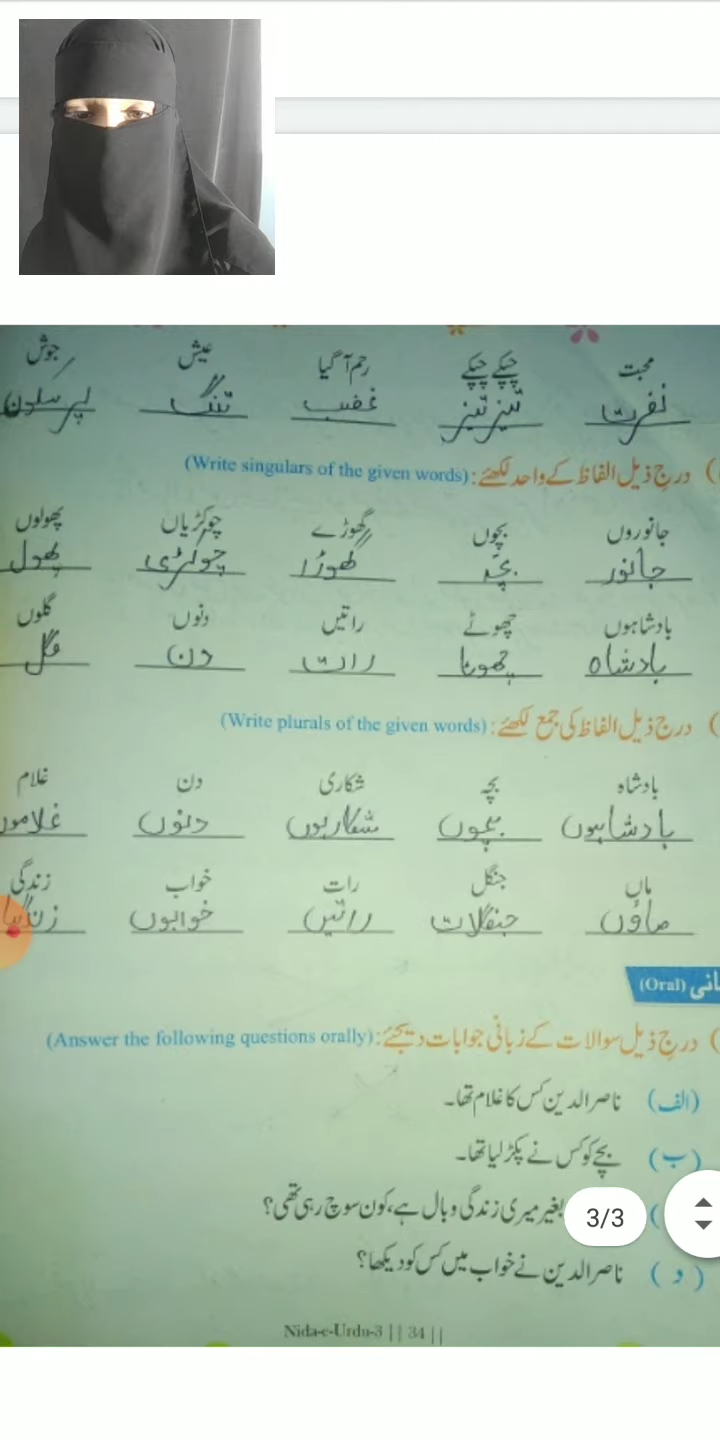 محبت چپکے چپکے رحم آ گیا عیش جوش
نفرت تیز تیز غضب تنگ پرسکون
درج ذیل الفاظ کے واحد لکھئے: (Write singulars of the given words)
جانوروں بچوں گھوڑے چوکڑیاں پھولوں
جانور بچہ گھوڑا چوکڑی پھول
بادشاہوں چھوٹے راتیں دنوں گلوں
بادشاہ چھوٹا رات دن گل
درج ذیل الفاظ کی جمع لکھئے: (Write plurals of the given words)
بادشاہ بچہ شکاری دن غلام
بادشاہوں بچوں شکاریوں دنوں غلاموں
ماں جنگل رات خواب زندگی
ماؤں جنگلات راتیں خوابوں
(Oral)
درج ذیل سوالات کے زبانی جوابات دیجئے: (Answer the following questions orally)
(الف) ناصرالدین کس کا غلام تھا۔
(ب) بچے کو کس نے پکڑ لیا تھا۔
بغیر میری زندگی وبال ہے، کون سوچ رہی تھی؟
3/3
(د) ناصرالدین نے خواب میں کس کو دیکھا؟
Nida-e-Urdu-3 || 34 ||